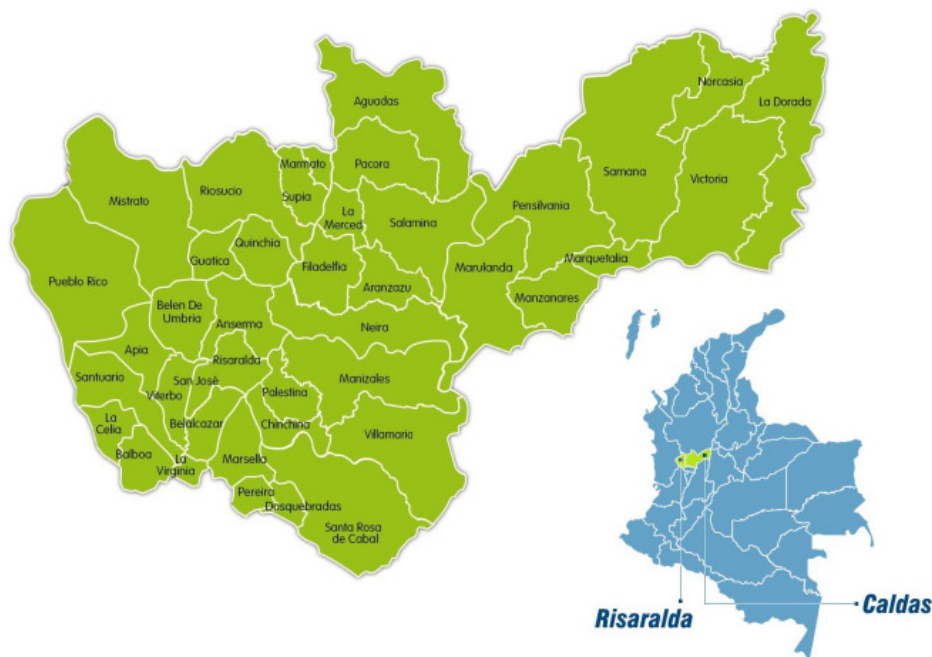 Norcasia
La Dorada
Aguadas
Marmato
Pacora
Samana
Victoria
Riosucio
Supia
Mistrato
La
Merced
Salamina
Pensilvania
Quinchia
Guatica
Filadelfia
Marulanda
Marquetalia
Pueblo Rico
Aranzazu
Manzanares
Belen De
Umbria
Anserma
Neira
Apia
Risaralda
Santuario
San José
Manizales
Viterbo
Palestina
La
Celia
Belalcazar
Chinchina
Villamaria
Balboa
La
Virginia
Marsella
Pereira
Dosquebradas
Santa Rosa
de Cabal
Caldas
Risaralda